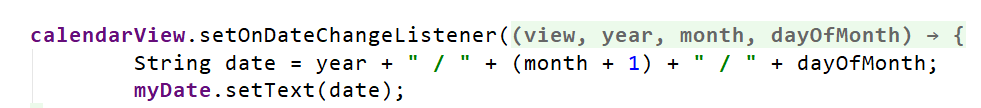 calendarView.setOnDateChangeListener((view, year, month, dayOfMonth) → {
String date = year + " / " + (month + 1) + " / " + dayOfMonth;
myDate.setText(date);